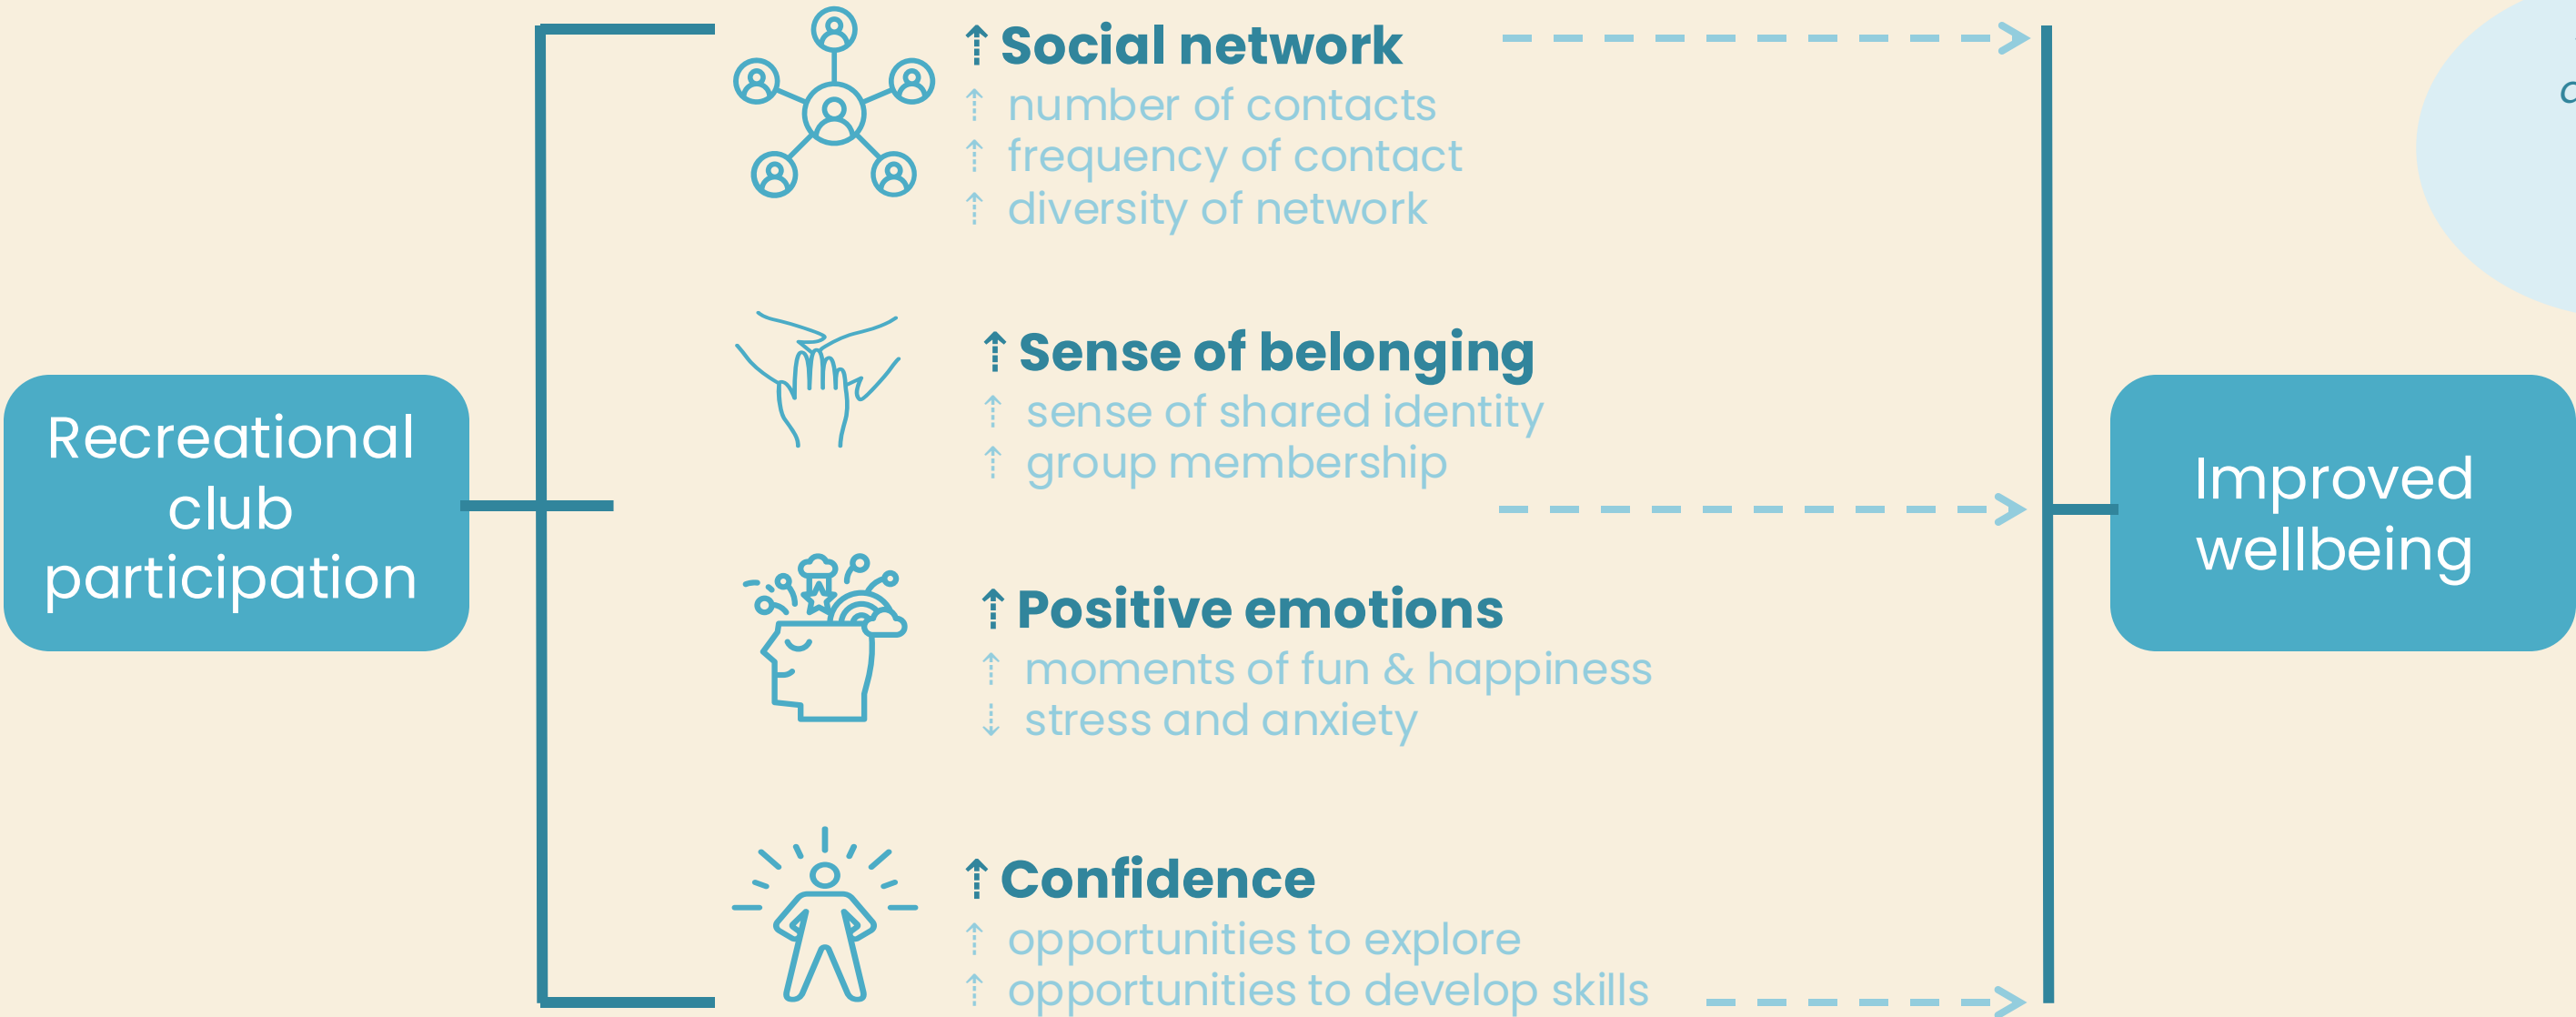 Recreational
club
participation
⇡ Social network
⇡ number of contacts
⇡ frequency of contact
⇡ diversity of network
⇡ Sense of belonging
⇡ sense of shared identity
⇡ group membership
⇡ Positive emotions
⇡ moments of fun & happiness
⇣ stress and anxiety
⇡ Confidence
⇡ opportunities to explore
⇡ opportunities to develop skills
Improved
wellbeing